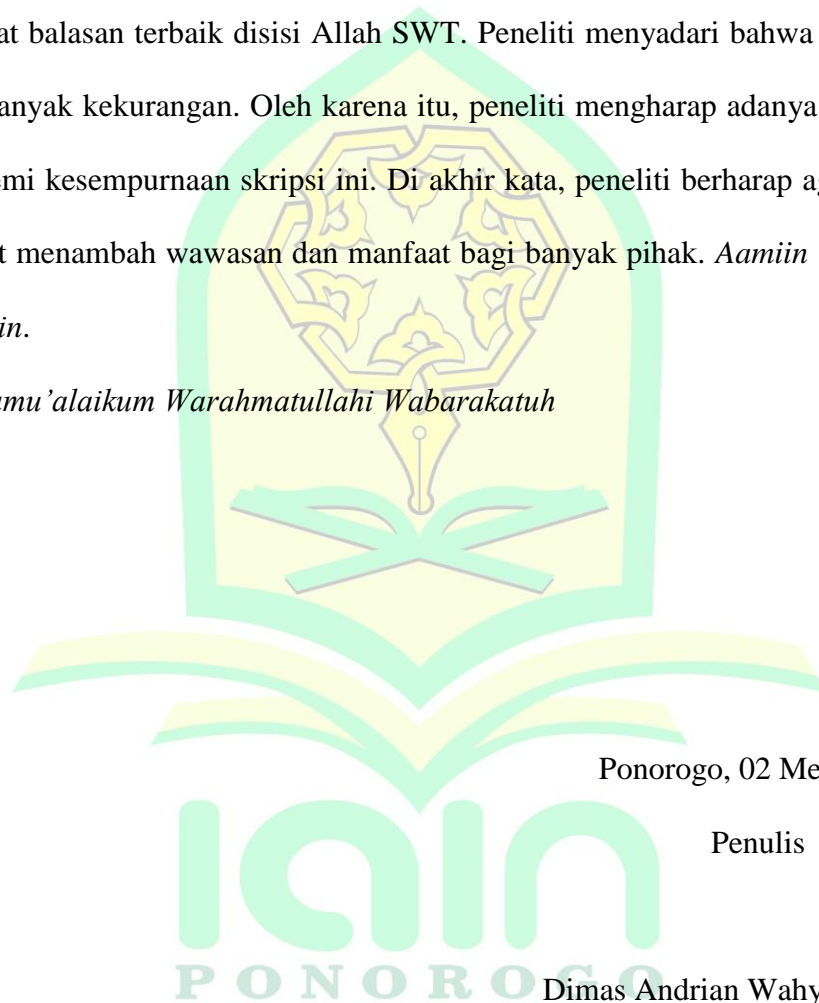 at balasan terbaik disisi Allah SWT. Peneliti menyadari bahwa
anyak kekurangan. Oleh karena itu, peneliti mengharap adanya
emi kesempurnaan skripsi ini. Di akhir kata, peneliti berharap ag
t menambah wawasan dan manfaat bagi banyak pihak. Aamiin
in.
amu’alaikum Warahmatullahi Wabarakatuh
Ponorogo, 02 Me
Penulis
iain
PONOROGO
Dimas Andrian Wahy